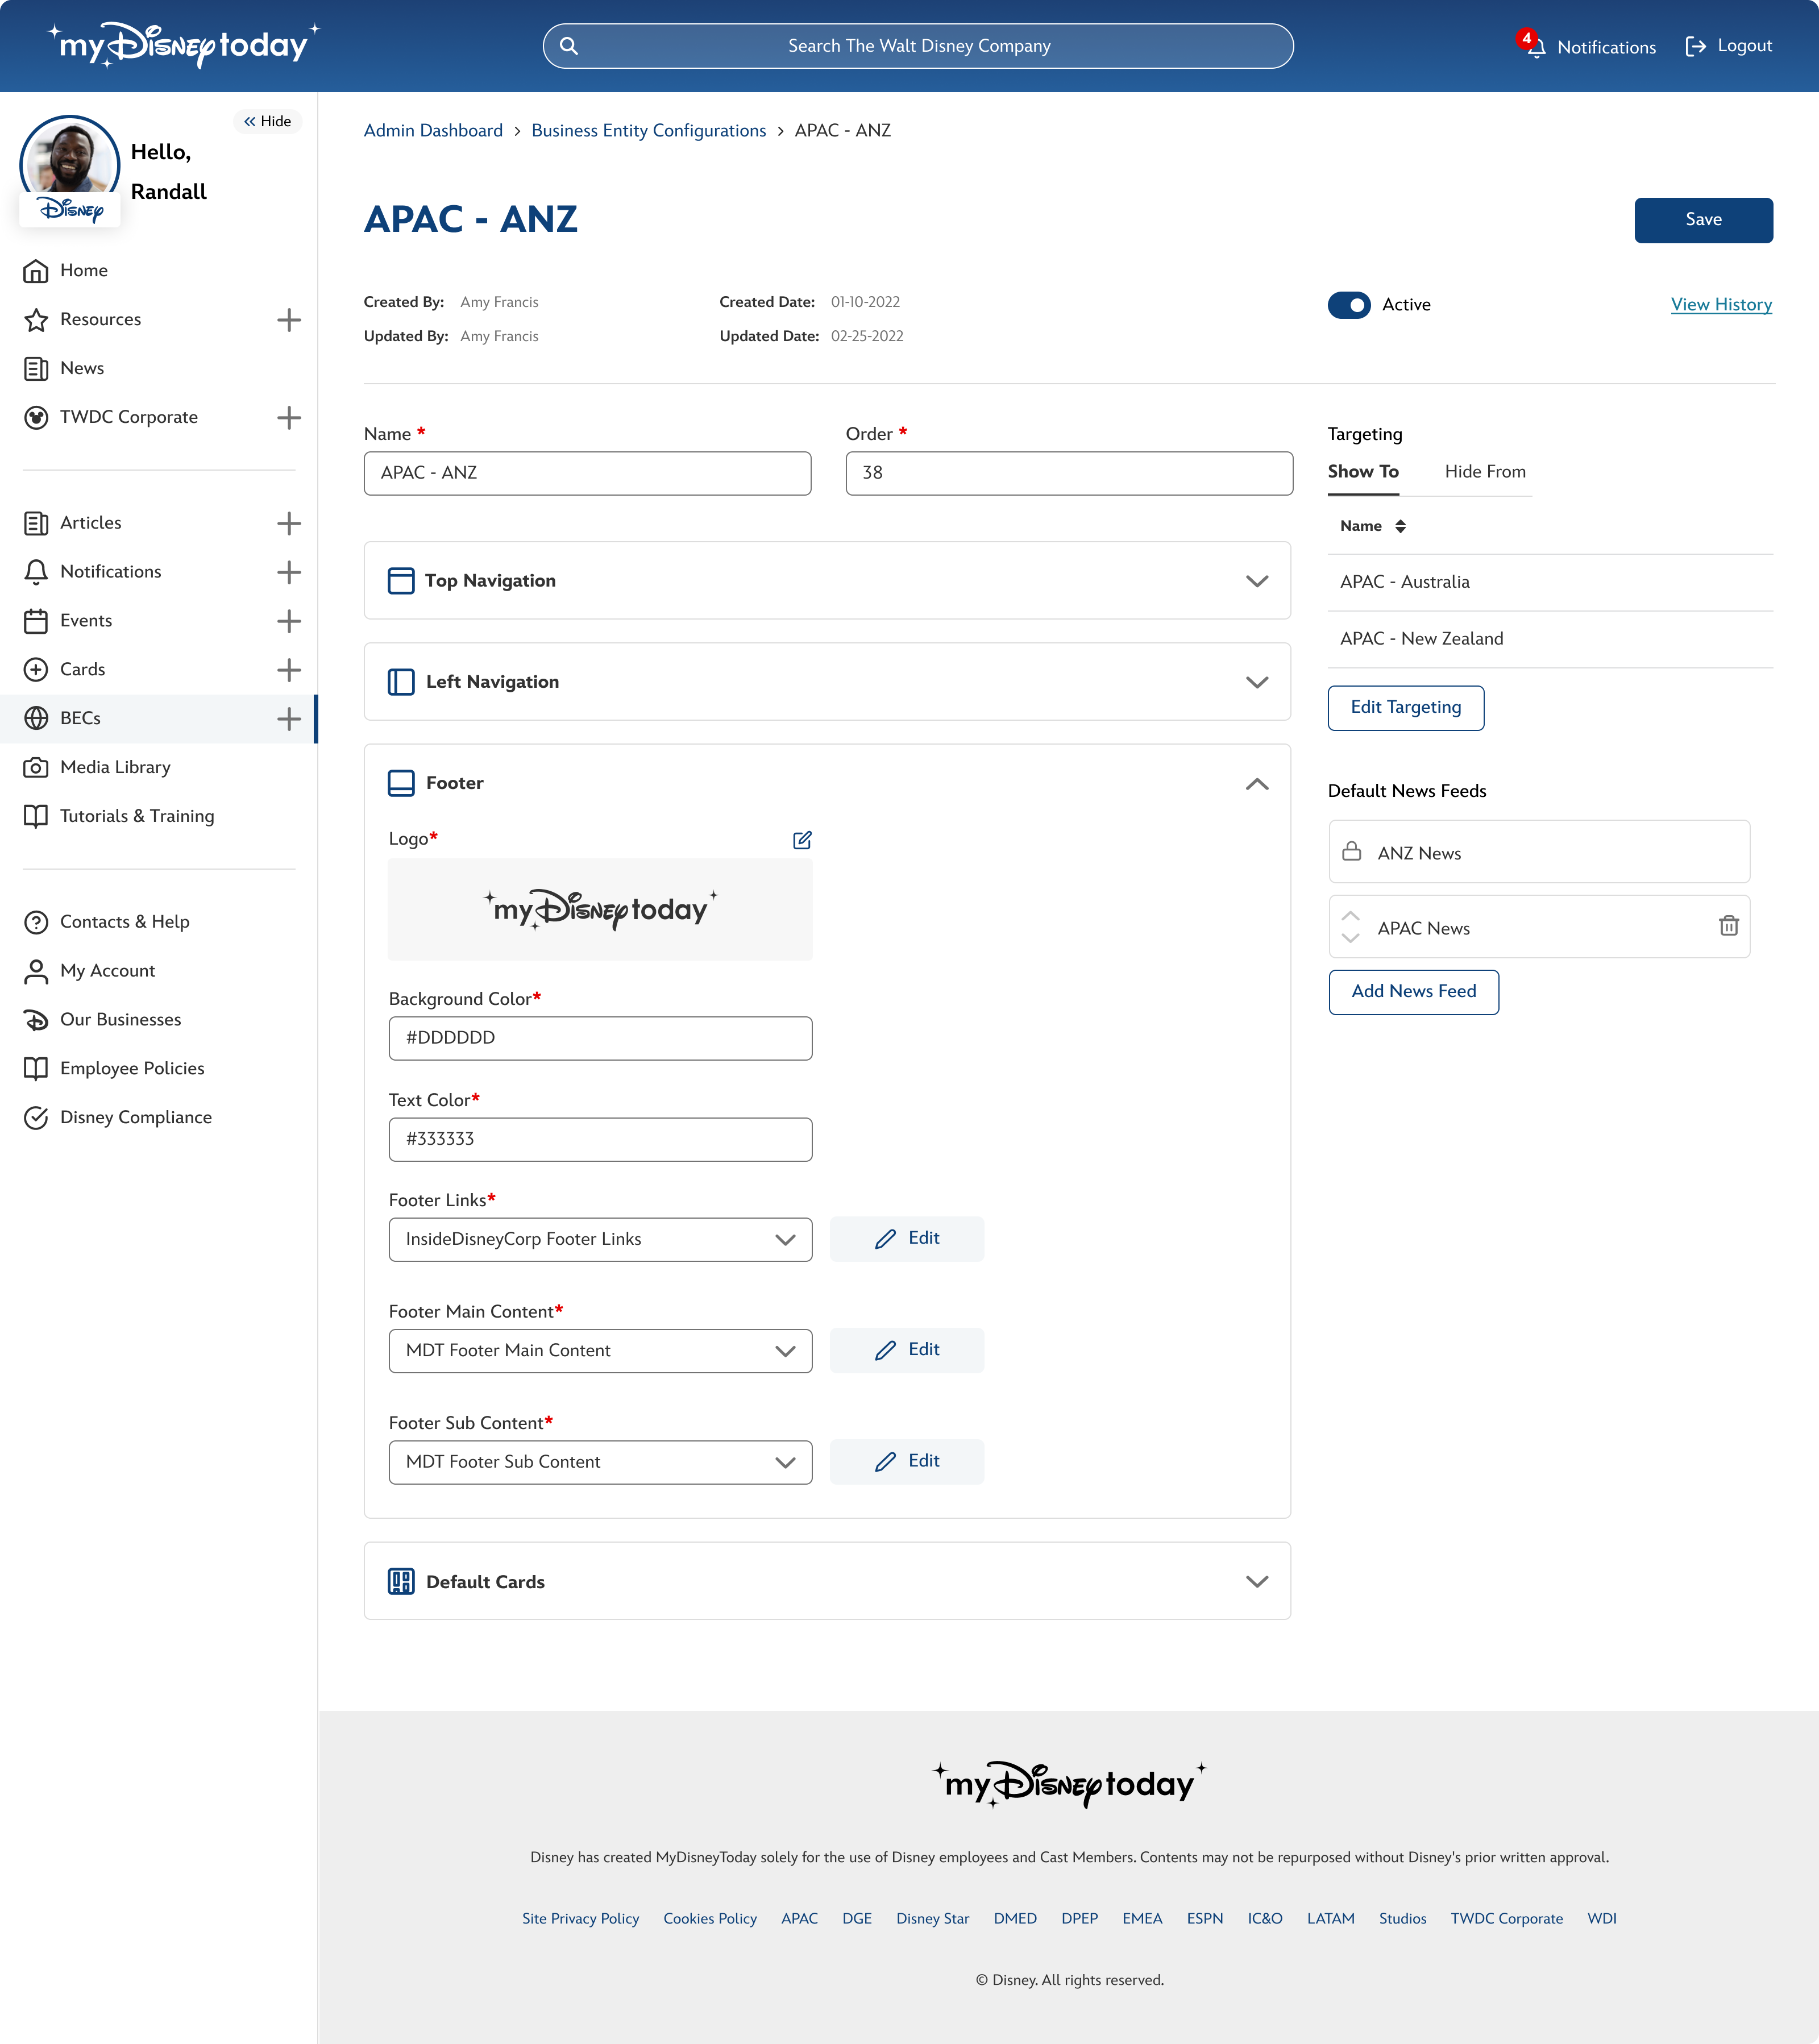 my Disney today
Search The Walt Disney Company
4
Notifications
Logout
Hide
Hello,
Randall
Disney
Home
Resources
News
TWDC Corporate
Articles
Notifications
Events
Cards
BECs
Media Library
Tutorials & Training
Contacts & Help
My Account
Our Businesses
Employee Policies
Disney Compliance
Admin Dashboard > Business Entity Configurations > APAC - ANZ
APAC - ANZ
Save
Created By: Amy Francis
Created Date: 01-10-2022
Updated By: Amy Francis
Updated Date: 02-25-2022
Active
View History
Name *
APAC - ANZ
Order *
38
Top Navigation
Left Navigation
Footer
Logo*
my Disney today
Background Color*
#DDDDDD
Text Color*
#333333
Footer Links*
InsideDisneyCorp Footer Links
Edit
Footer Main Content*
MDT Footer Main Content
Edit
Footer Sub Content*
MDT Footer Sub Content
Edit
Default Cards
Targeting
Show To
Hide From
Name
APAC - Australia
APAC - New Zealand
Edit Targeting
Default News Feeds
ANZ News
APAC News
Add News Feed
my Disney today
Disney has created MyDisneyToday solely for the use of Disney employees and Cast Members. Contents may not be repurposed without Disney's prior written approval.
Site Privacy Policy Cookies Policy APAC DGE Disney Star DMED DPEP EMEA ESPN IC&O LATAM Studios TWDC Corporate WDI
© Disney. All rights reserved.